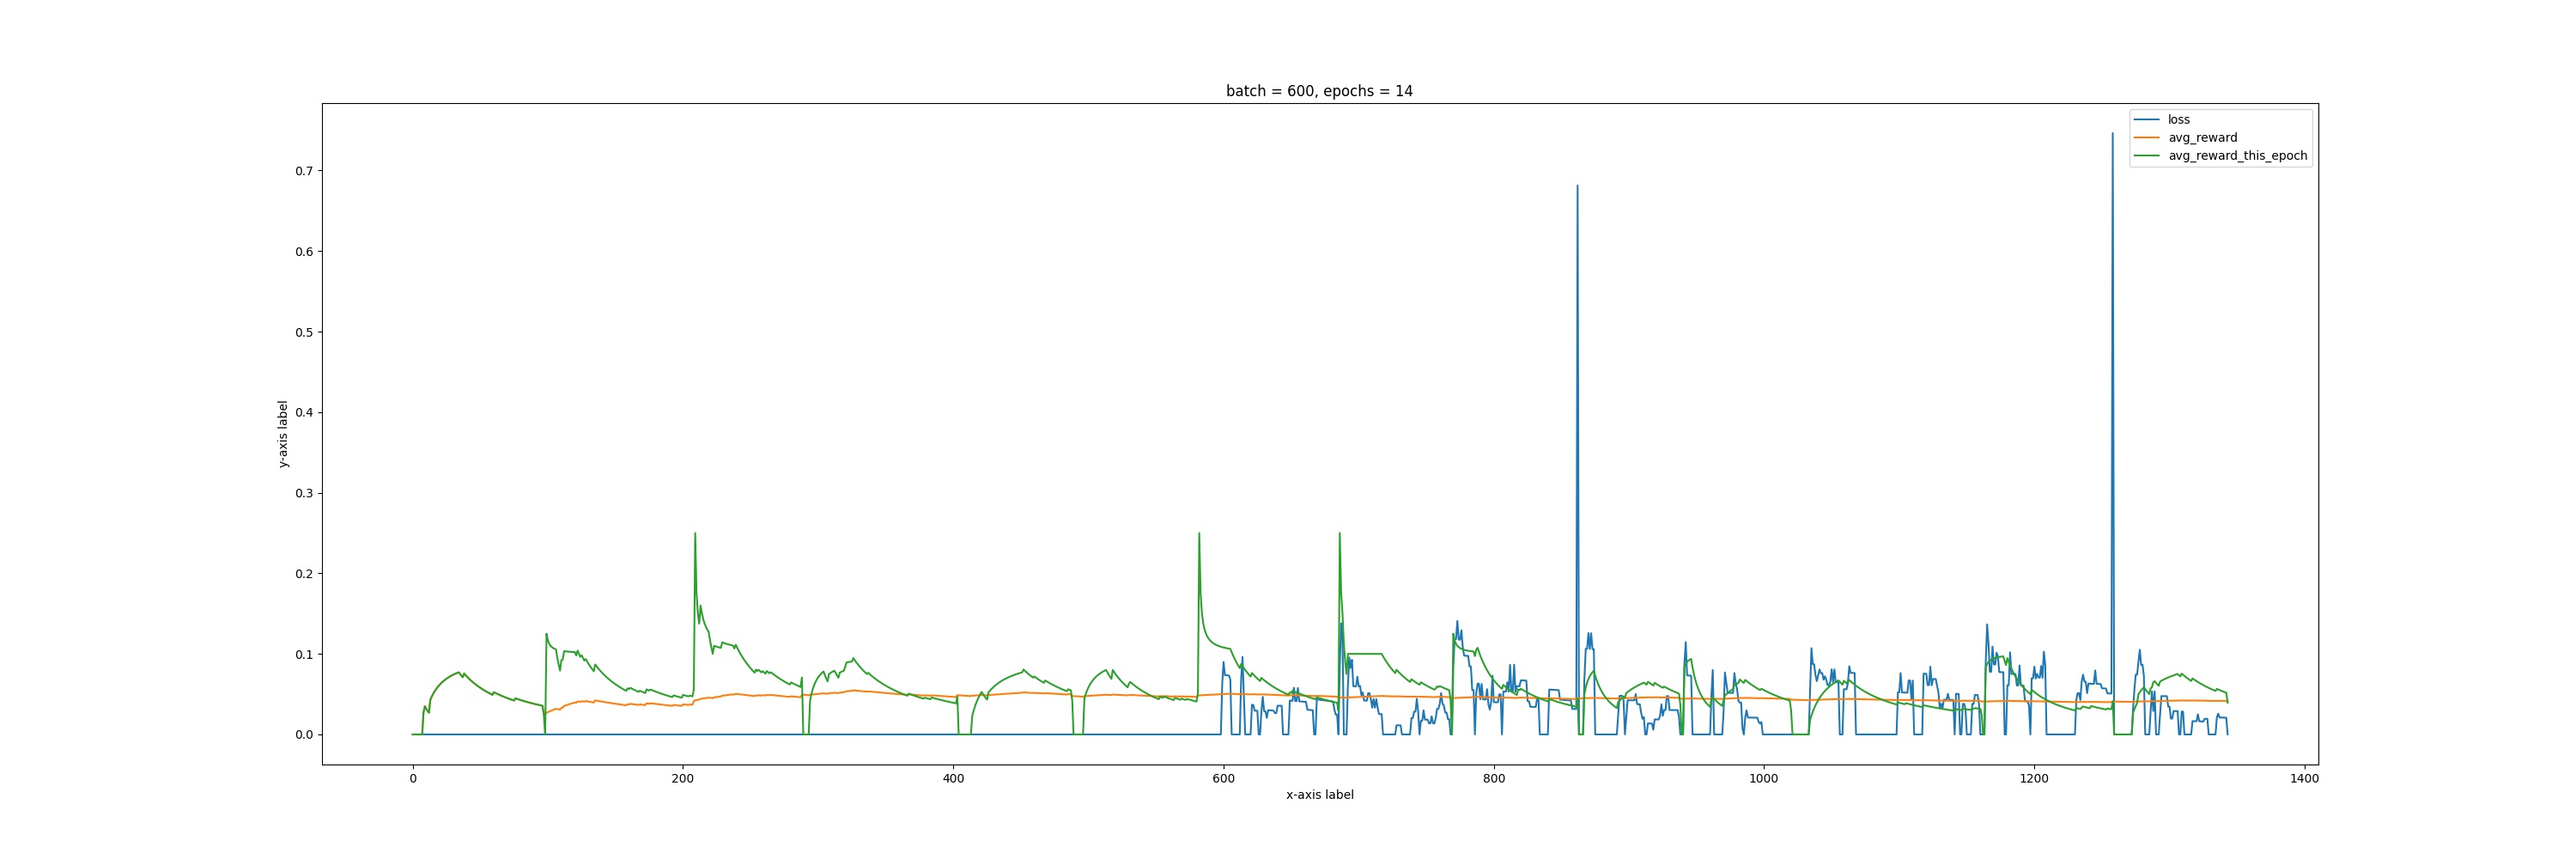 batch = 600, epochs = 14
loss
avg_reward
avg_reward_this_epoch
0.7
0.6
0.5
0.4
0.3
0.2
0.1
0.0
y-axis label
0 200 400 600 800 1000 1200 1400
x-axis label